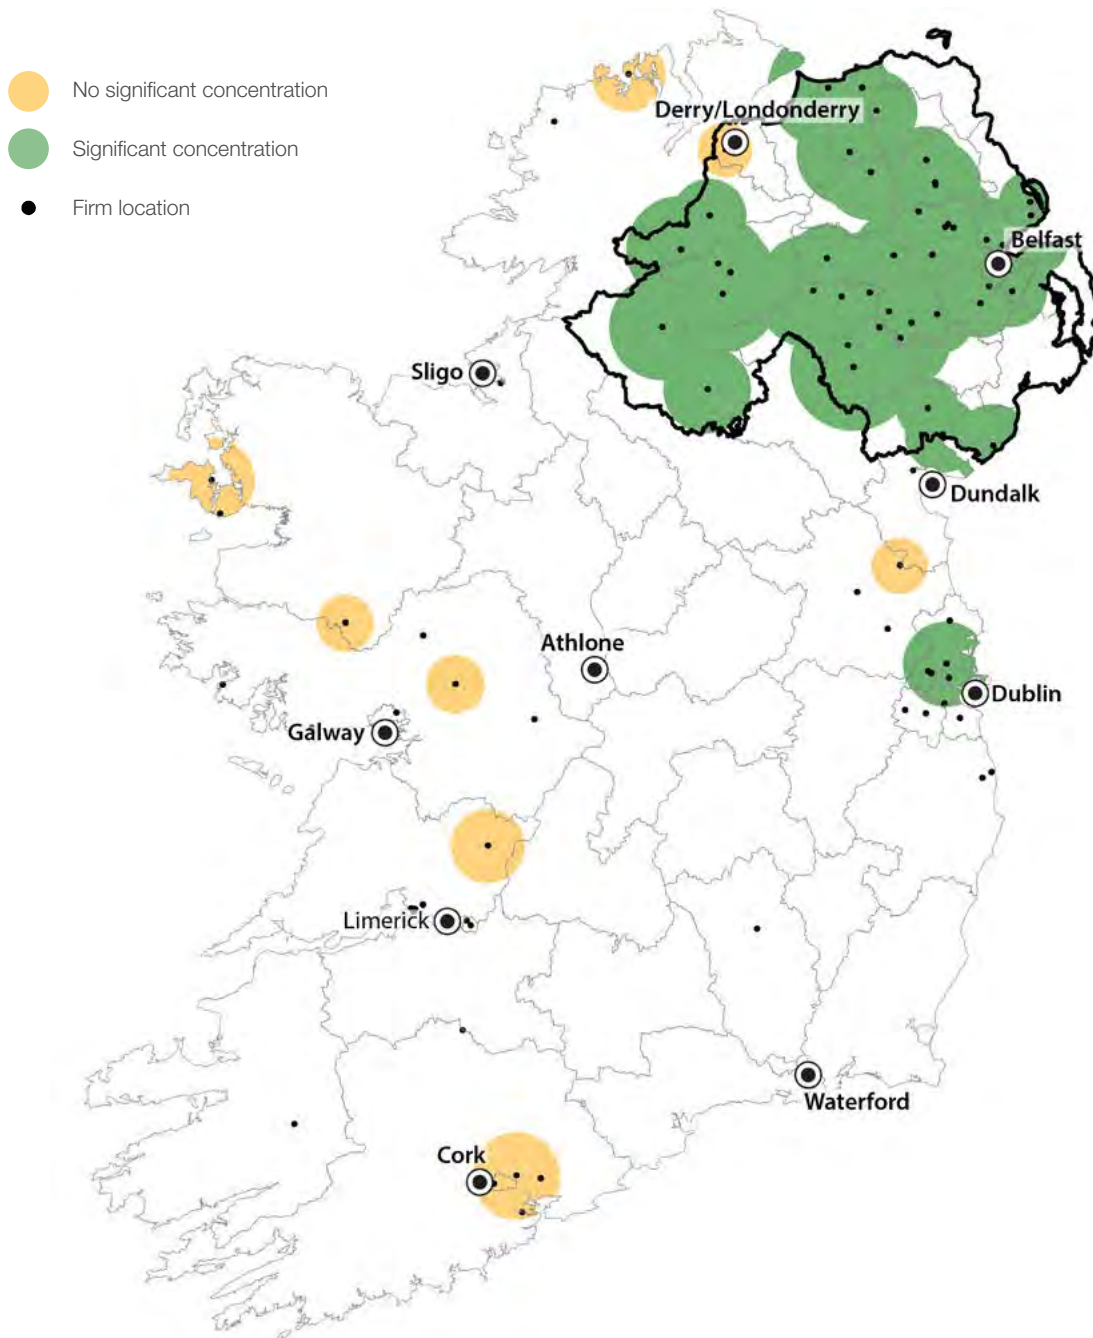 No significant concentration
Significant concentration
Firm location
Derry/Londonderry
Belfast
Sligo
Dundalk
Athlone
Dublin
Galway
Limerick
Waterford
Cork